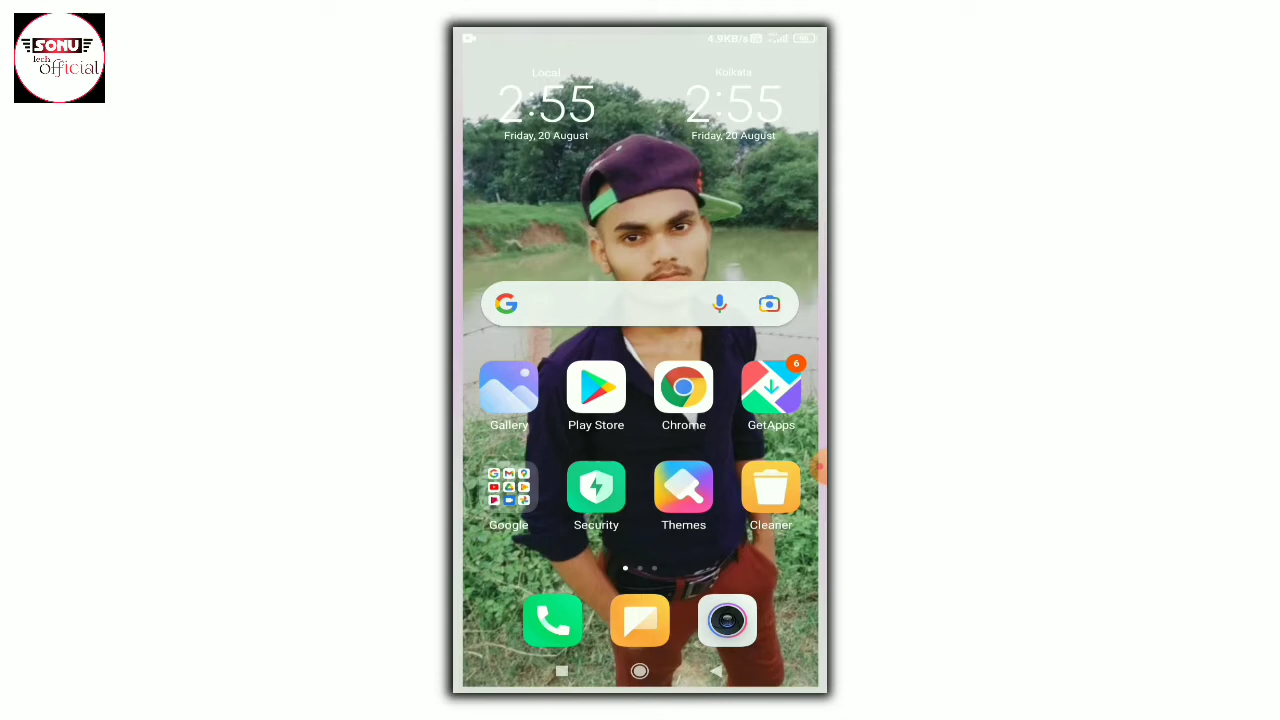 SONU
tech
official
4.9KB/s
Local
Kolkata
2:55
2:55
Friday, 20 August
Friday, 20 August
6
Gallery
Play Store
Chrome
GetApps
Google
Security
Themes
Cleaner